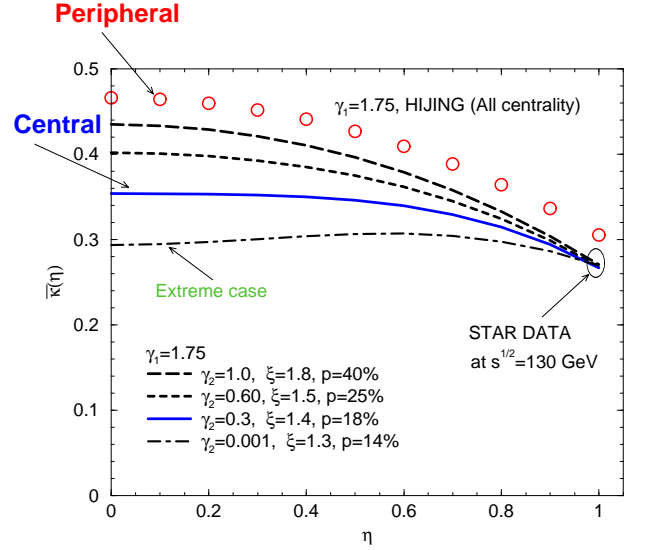 Peripheral
Central
γ₁=1.75, HIJING (All centrality)
Extreme case
STAR DATA
at s^{1/2}=130 GeV
γ₁=1.75
γ₂=1.0, ξ=1.8, p=40%
γ₂=0.60, ξ=1.5, p=25%
γ₂=0.3, ξ=1.4, p=18%
γ₂=0.001, ξ=1.3, p=14%
0.5
0.4
0.3
0.2
0.1
0
κ̅(η)
0 0.2 0.4 0.6 0.8 1
η